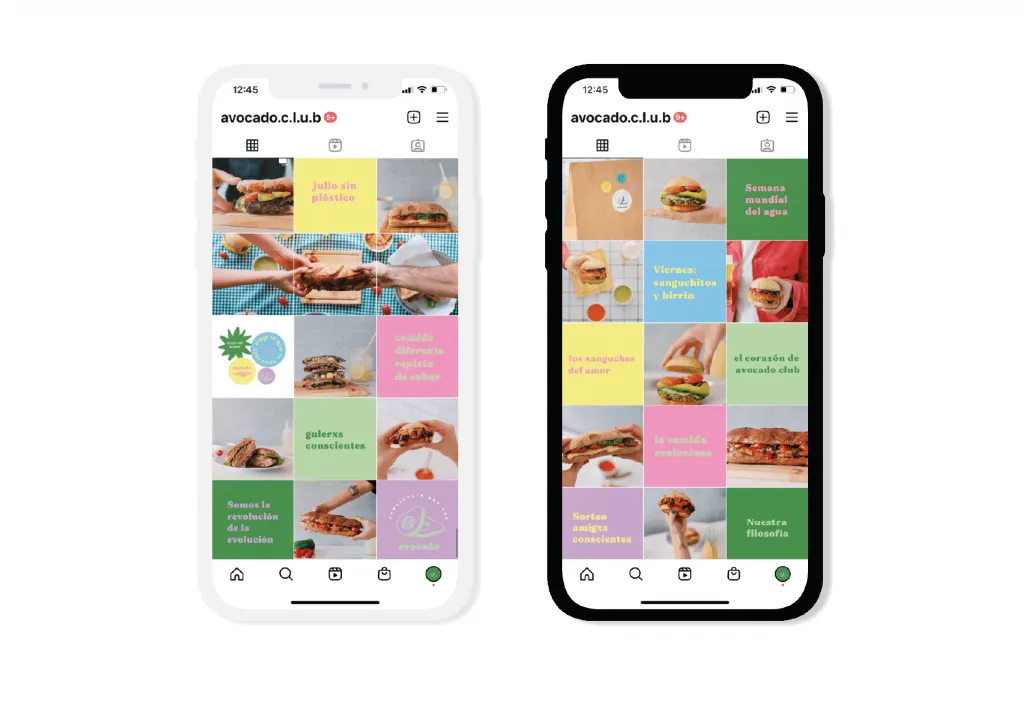 12:45
avocado.c.l.u.b 9+
julio sin
plástico
comida
diferente
repleta
de sabor
gulerxs
conscientes
Somos la
revolución
de la
evolución
avocado
12:45
avocado.c.l.u.b 9+
Semana
mundial
del agua
Viernes:
sanguchitos
y birrin
los sanguches
del amor
el corazón de
avocado club
la comida
evoluciona
Sorteo
amigxs
conscientes
Nuestra
filosofía